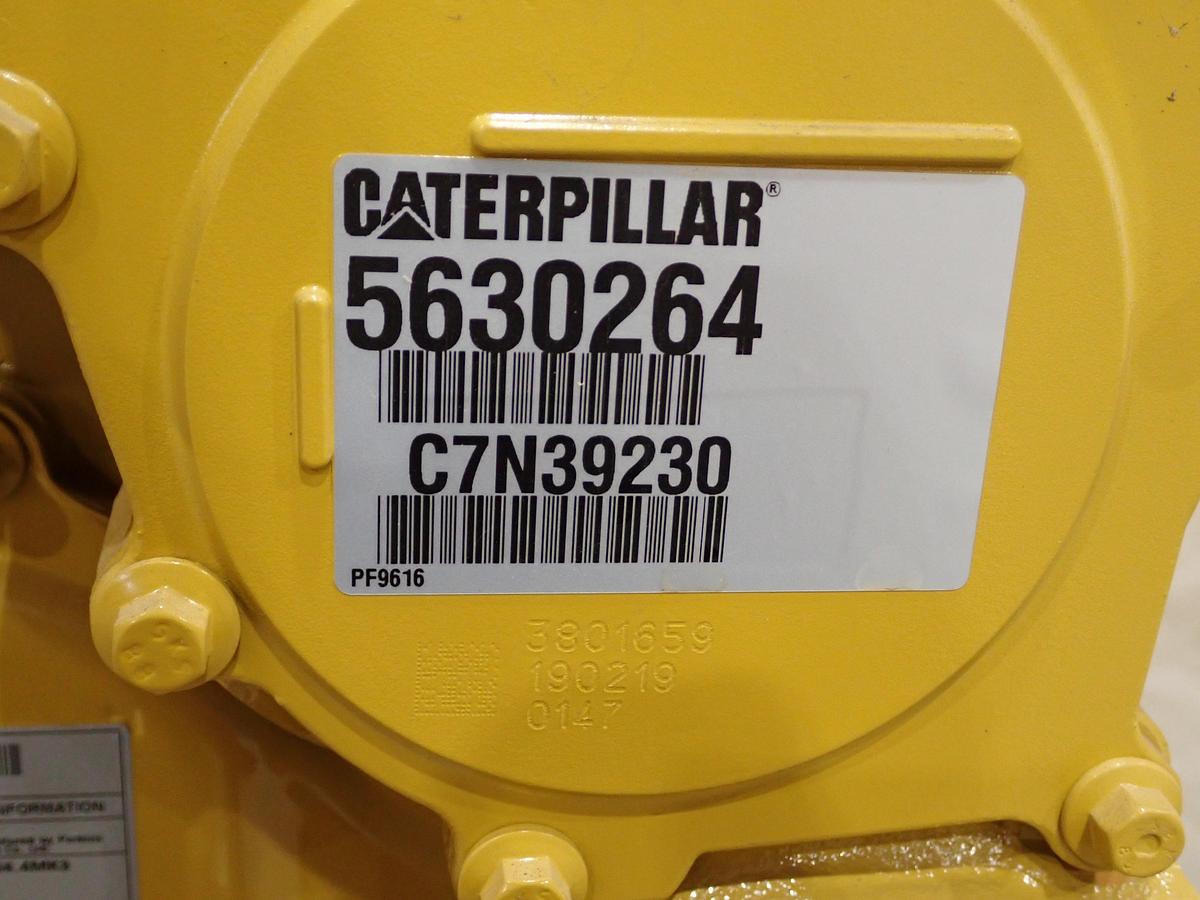 CATERPILLAR®
5630264
C7N39230
PF9616
3801659
190219
0147
NFORMATION